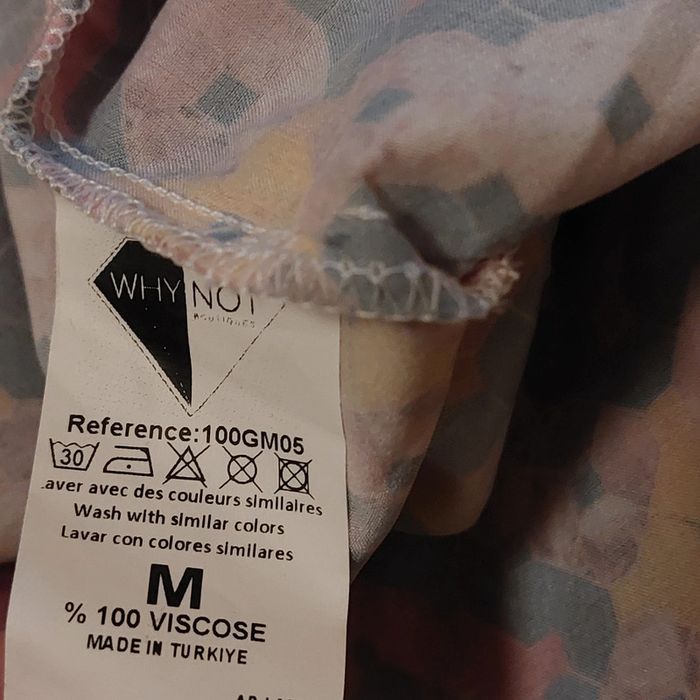 WHY NOT
BOUTIQUES
Reference:100GM05
30
aver avec des couleurs similaires
Wash with similar colors
Lavar con colores similares
M
% 100 VISCOSE
MADE IN TURKIYE